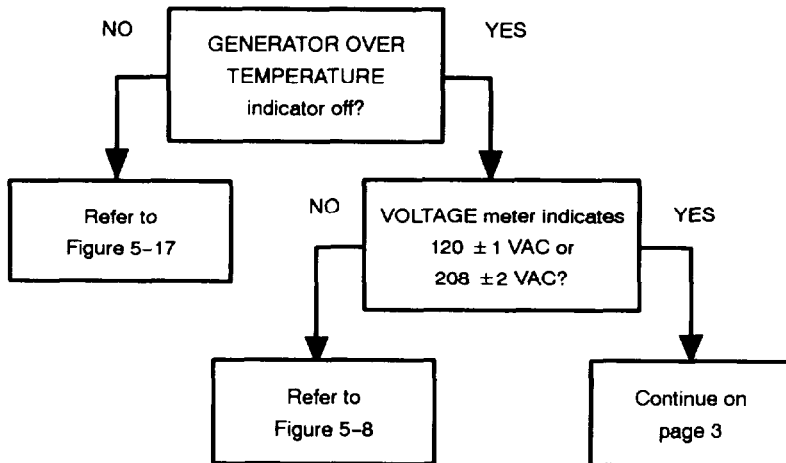 NO
GENERATOR OVER
TEMPERATURE
indicator off?
YES
Refer to
Figure 5-17
NO
VOLTAGE meter indicates
120 ±1 VAC or
208 ±2 VAC?
YES
Refer to
Figure 5-8
Continue on
page 3